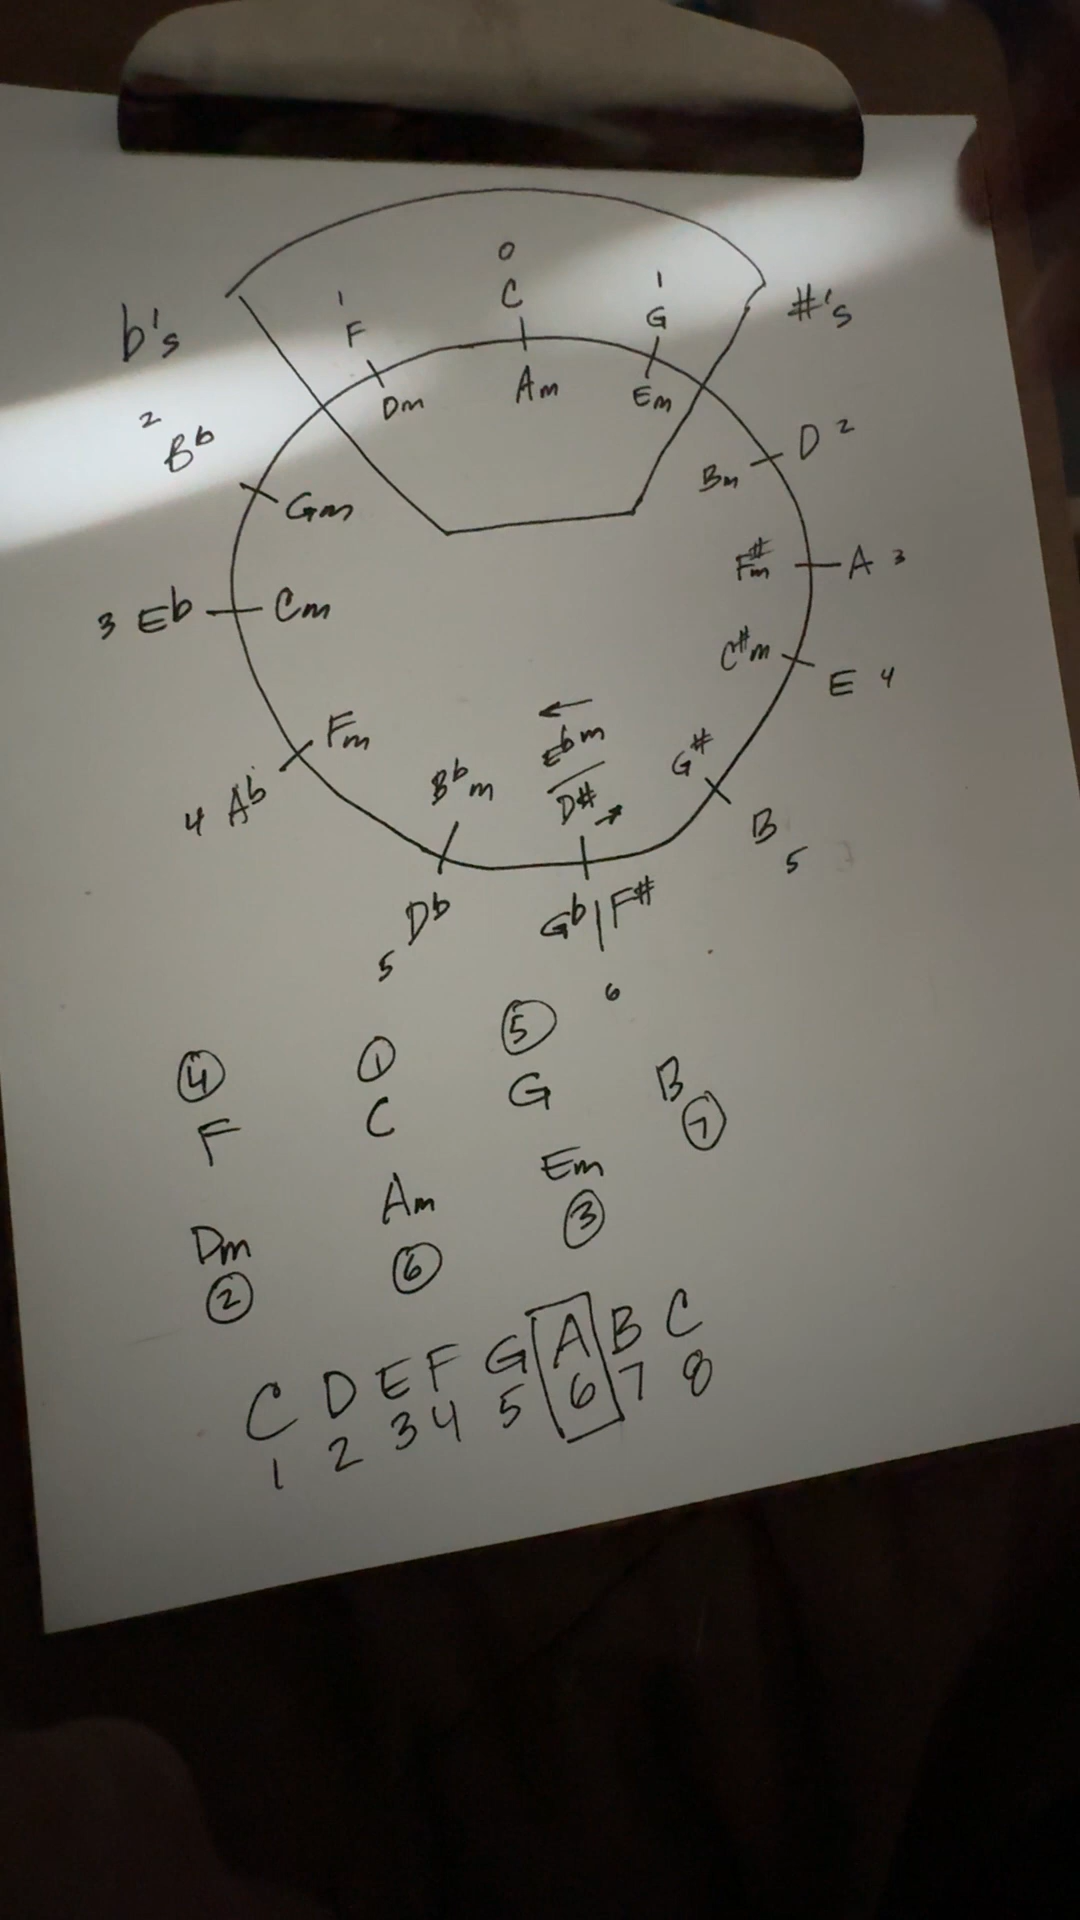 0
1 C 1
b's F G #'s
2 Dm Am Em
Bb D 2
Gm Bm
F#m A 3
3 Eb Cm
C#m E 4
Fm Ebm G#
4 Ab Bbm D#
B 5
Db Gb|F#
5 6
4 1 5
F C G B
7
Dm Am Em
2 6 3
C D E F G A B C
1 2 3 4 5 6 7 8